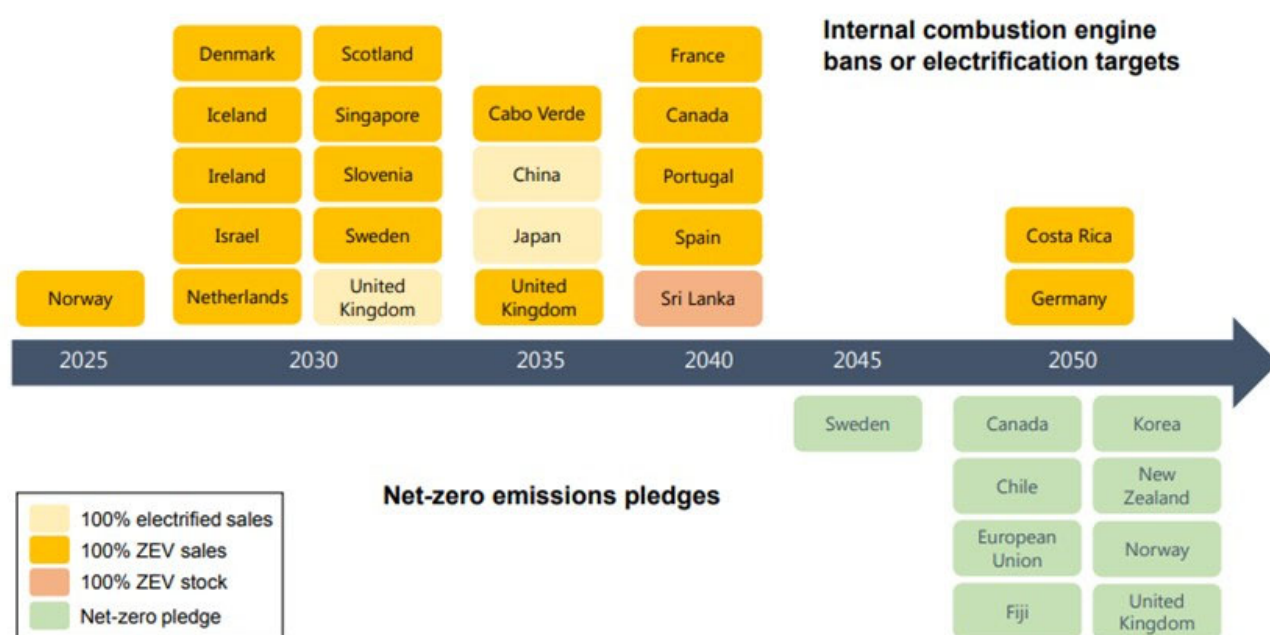 Internal combustion engine
bans or electrification targets
Denmark
Scotland
France
Iceland
Singapore
Cabo Verde
Canada
Ireland
Slovenia
China
Portugal
Israel
Sweden
Japan
Spain
Costa Rica
Norway
Netherlands
United
Kingdom
United
Kingdom
Sri Lanka
Germany
2025
2030
2035
2040
2045
2050
Sweden
Canada
Korea
Net-zero emissions pledges
Chile
New
Zealand
European
Union
Norway
Fiji
United
Kingdom
100% electrified sales
100% ZEV sales
100% ZEV stock
Net-zero pledge